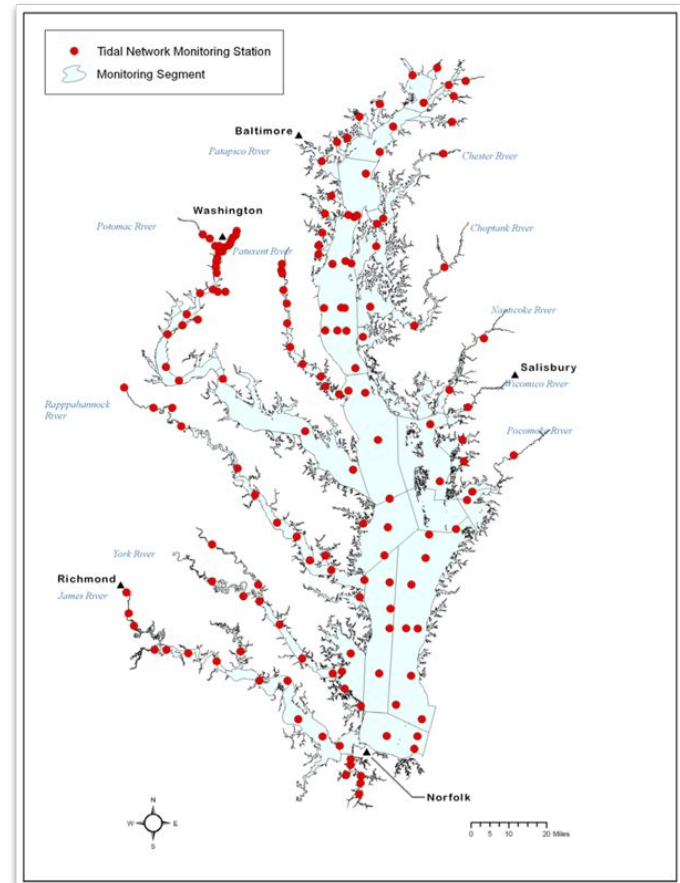 Tidal Network Monitoring Station
Monitoring Segment
Baltimore
Patapsco River
Chester River
Washington
Potomac River
Patuxent River
Choptank River
Nanticoke River
Salisbury
Wicomico River
Rapppahannock
River
Pocomoke River
York River
Richmond
James River
Norfolk
N
W E
S
0 5 10 20 Miles